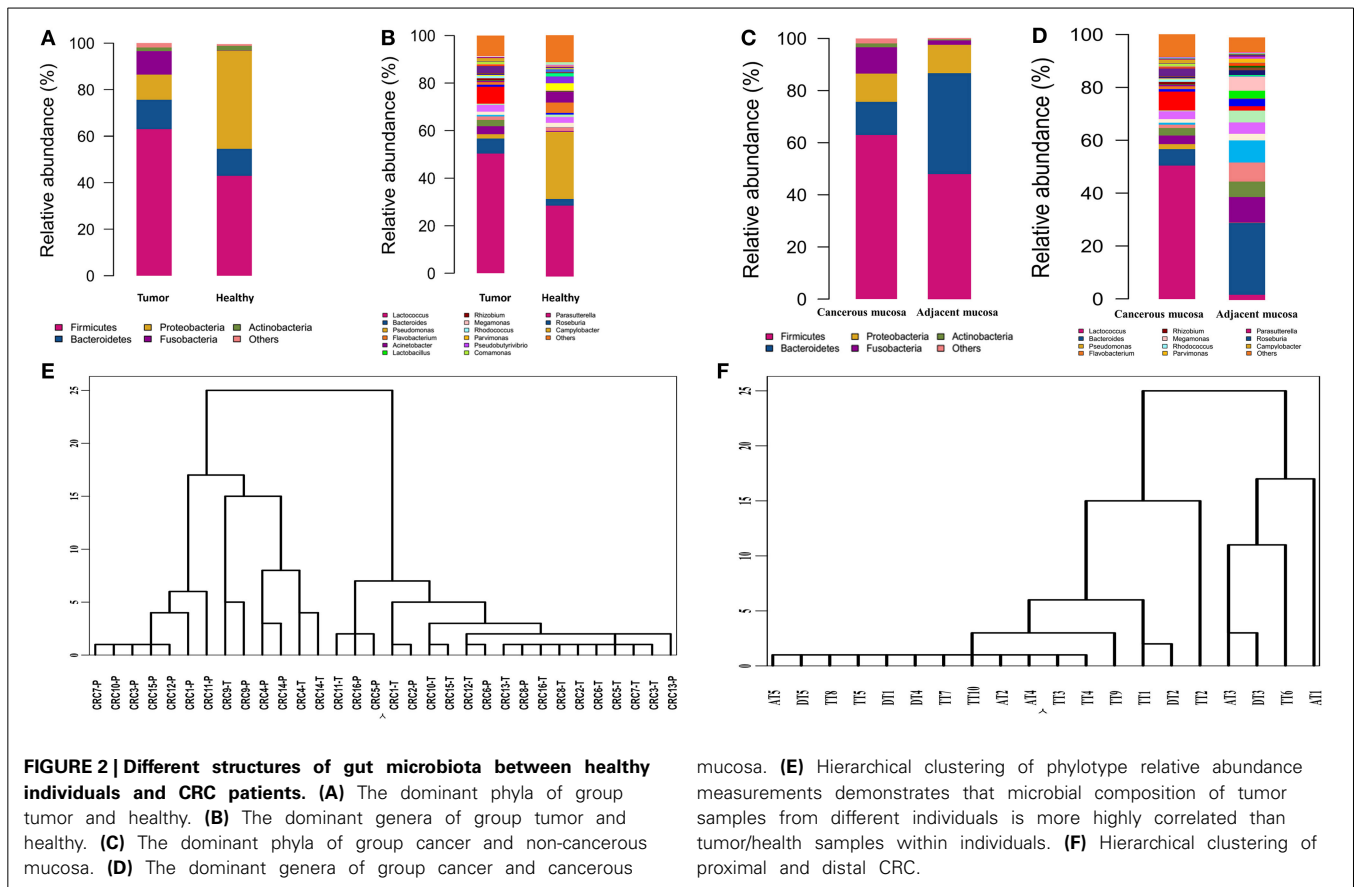 A
Relative abundance (%)
100
80
60
40
20
0
Tumor Healthy
Firmicutes Proteobacteria Actinobacteria
Bacteroidetes Fusobacteria Others
B
Relative abundance (%)
100
80
60
40
20
0
Tumor Healthy
Lactococcus Rhizobium Parasutterella
Bacteroides Megamonas Roseburia
Pseudomonas Rhodococcus Campylobacter
Flavobacterium Parvimonas Others
Acinetobacter Pseudobutyrivibrio
Lactobacillus Comamonas
C
Relative abundance (%)
100
80
60
40
20
0
Cancerous mucosa Adjacent mucosa
Firmicutes Proteobacteria Actinobacteria
Bacteroidetes Fusobacteria Others
D
Relative abundance (%)
100
80
60
40
20
0
Cancerous mucosa Adjacent mucosa
Lactococcus Rhizobium Parasutterella
Bacteroides Megamonas Roseburia
Pseudomonas Rhodococcus Campylobacter
Flavobacterium Parvimonas Others
E
25
20
15
10
5
0
CRC7-P CRC10-P CRC3-P CRC15-P CRC12-P CRC1-P CRC11-P CRC9-T CRC9-P CRC4-P CRC14-P CRC4-T CRC14-T CRC11-T CRC16-P CRC5-P CRC1-T CRC2-P CRC10-T CRC15-T CRC12-T CRC6-P CRC13-T CRC8-P CRC16-T CRC8-T CRC2-T CRC6-T CRC5-T CRC7-T CRC3-T CRC13-P
F
25
20
15
10
5
0
AT5 DT5 TT8 TT5 DT1 DT4 TT7 TT10 AT2 AT4 TT3 TT4 TT9 TT1 DT2 TT2 AT3 DT3 TT6 AT1
FIGURE 2 | Different structures of gut microbiota between healthy
individuals and CRC patients. (A) The dominant phyla of group
tumor and healthy. (B) The dominant genera of group tumor and
healthy. (C) The dominant phyla of group cancer and non-cancerous
mucosa. (D) The dominant genera of group cancer and cancerous
mucosa. (E) Hierarchical clustering of phylotype relative abundance
measurements demonstrates that microbial composition of tumor
samples from different individuals is more highly correlated than
tumor/health samples within individuals. (F) Hierarchical clustering of
proximal and distal CRC.